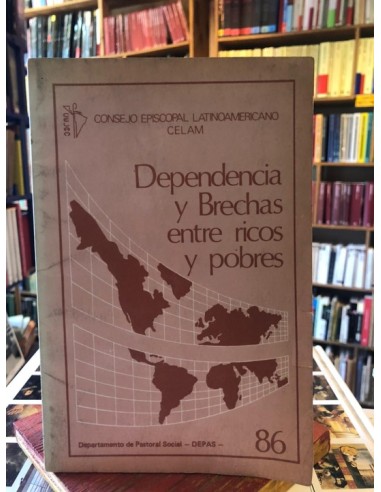 CONSEJO EPISCOPAL LATINOAMERICANO
CELAM
Dependencia
y Brechas
entre ricos
y pobres
Departamento de Pastoral Social - DEPAS -
86